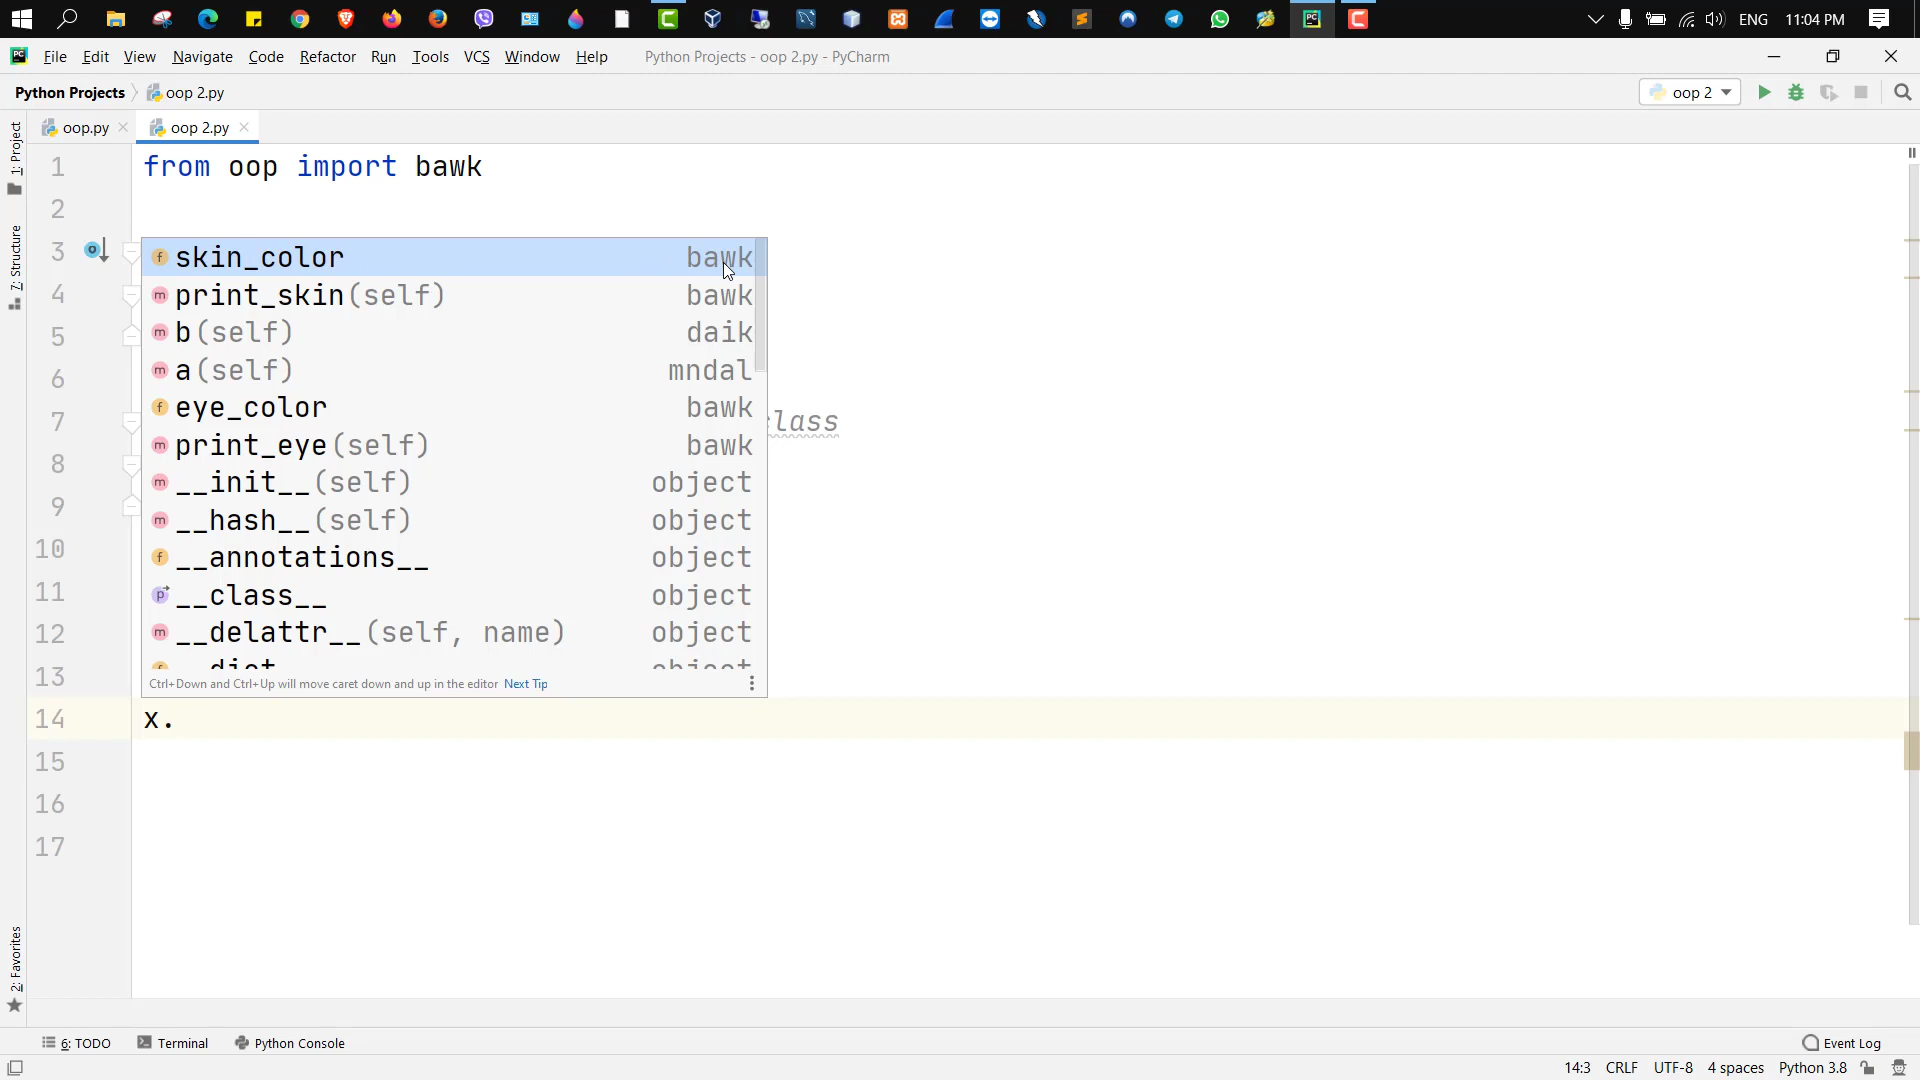 ENG 11:04 PM
File Edit View Navigate Code Refactor Run Tools VCS Window Help Python Projects - oop 2.py - PyCharm
Python Projects oop 2.py oop 2
oop.py oop 2.py
1: Project
7: Structure
2: Favorites
1 from oop import bawk
2
3 skin_color bawk
4 print_skin(self) bawk
5 b(self) daik
6 a(self) mndal
eye_color bawk
7 class
print_eye(self) bawk
8 __init__(self) object
9 __hash__(self) object
10 __annotations__ object
11 __class__ object
12 __delattr__(self, name) object
13 __dict__ object
Ctrl+Down and Ctrl+Up will move caret down and up in the editor Next Tip
14 x.
15
16
17
6: TODO Terminal Python Console Event Log
14:3 CRLF UTF-8 4 spaces Python 3.8